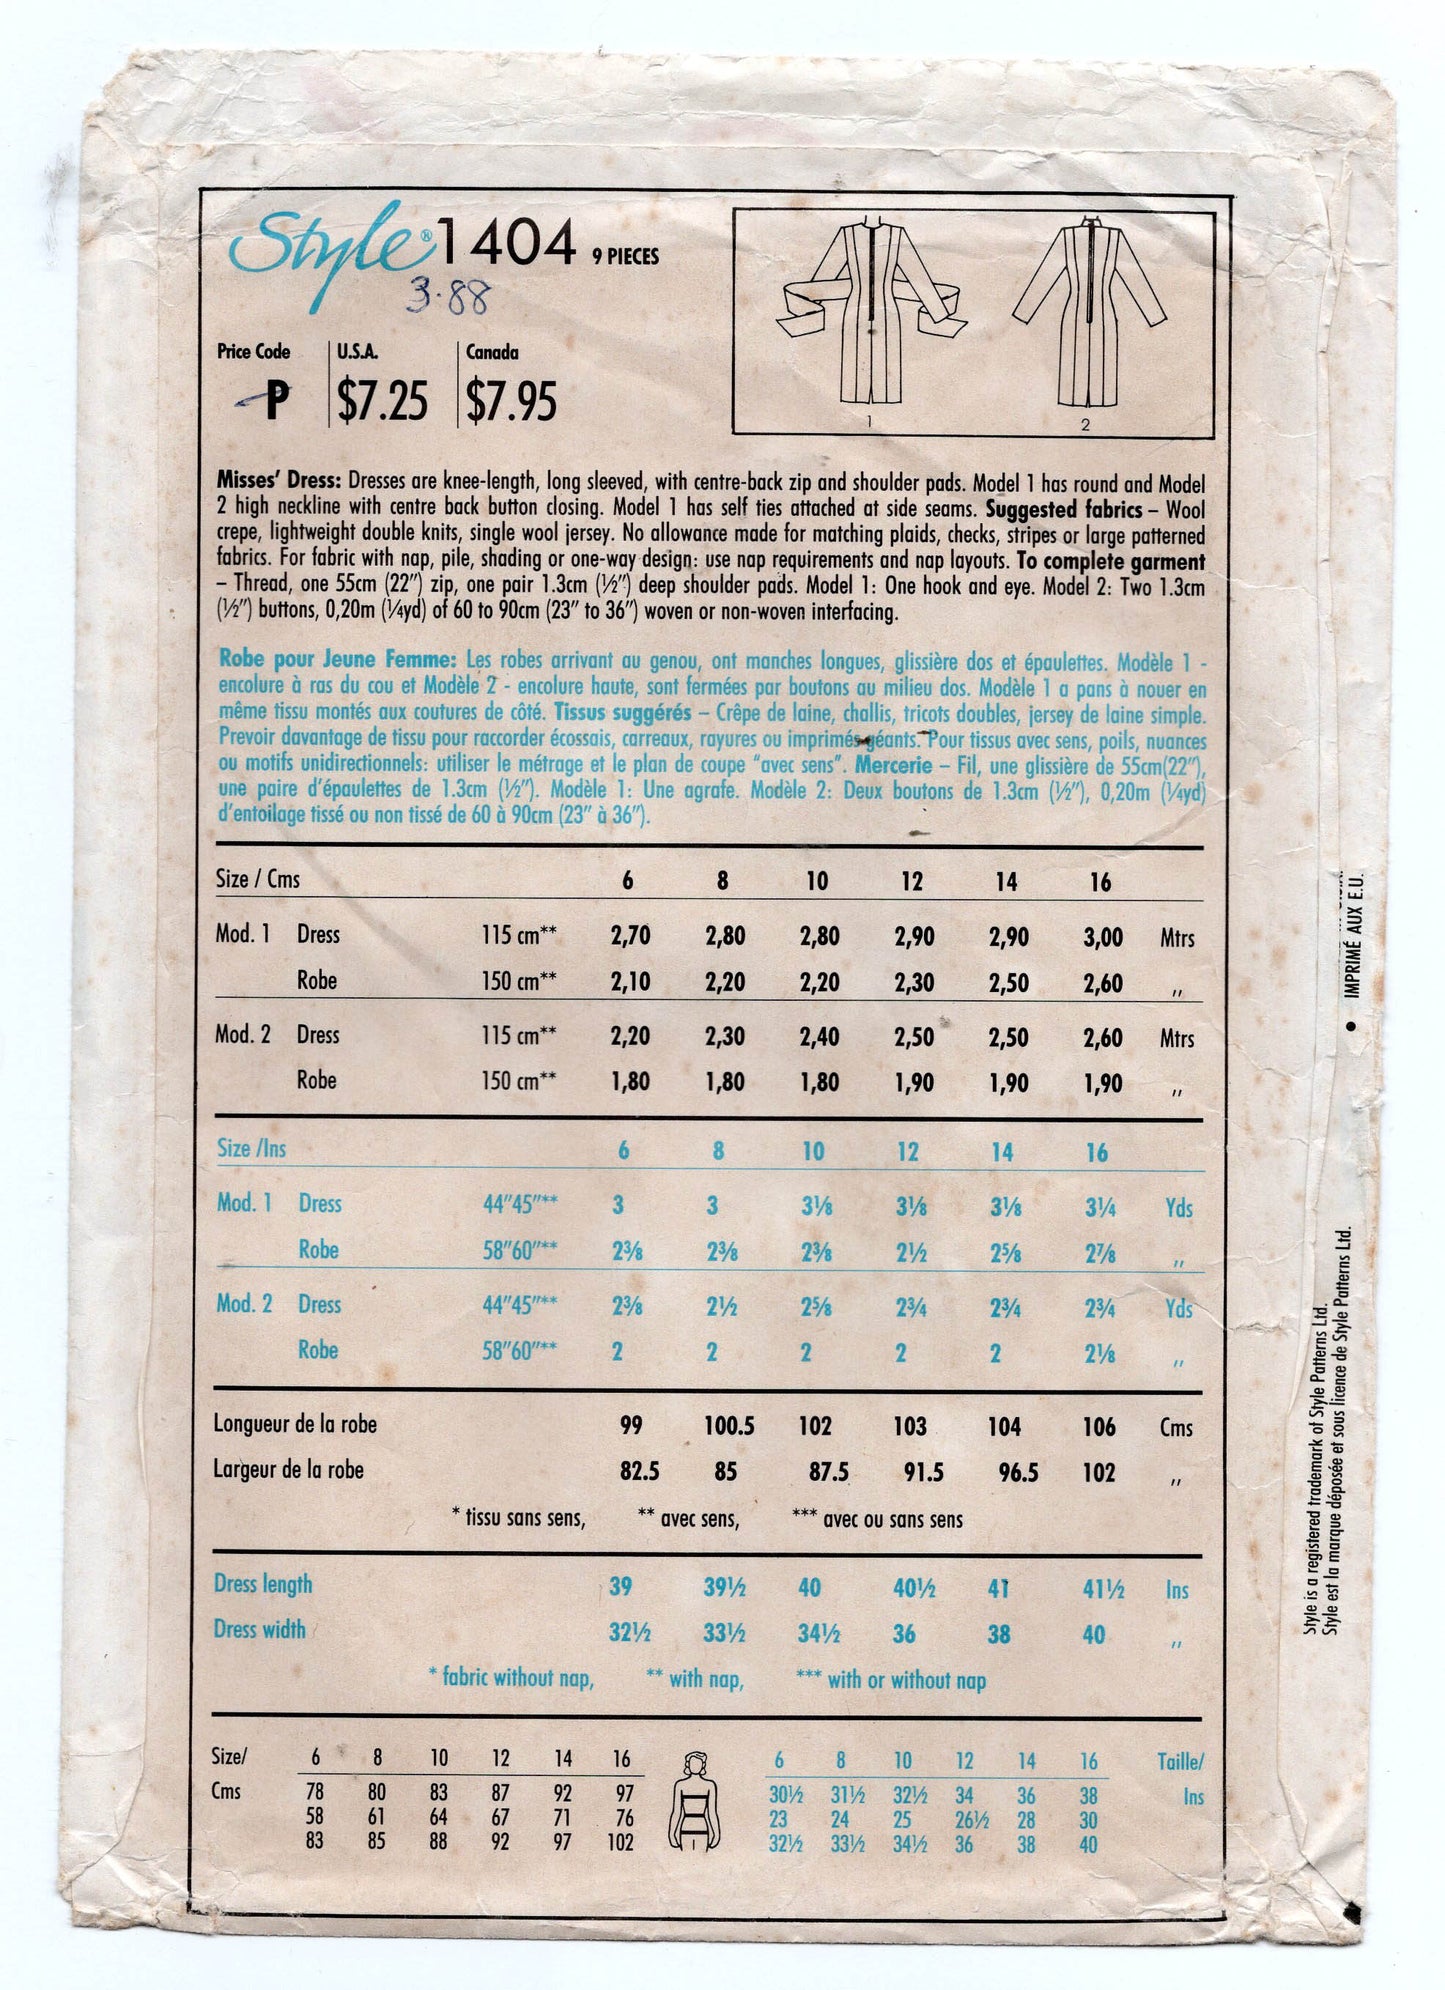 Style® 1404 9 PIECES
3.88
Price Code U.S.A. Canada
P $7.25 $7.95
1 2
Misses' Dress: Dresses are knee-length, long sleeved, with centre-back zip and shoulder pads. Model 1 has round and Model
2 high neckline with centre back button closing. Model 1 has self ties attached at side seams. Suggested fabrics – Wool
crepe, lightweight double knits, single wool jersey. No allowance made for matching plaids, checks, stripes or large patterned
fabrics. For fabric with nap, pile, shading or one-way design: use nap requirements and nap layouts. To complete garment
– Thread, one 55cm (22") zip, one pair 1.3cm (½") deep shoulder pads. Model 1: One hook and eye. Model 2: Two 1.3cm
(½") buttons, 0,20m (¼yd) of 60 to 90cm (23" to 36") woven or non-woven interfacing.
Robe pour Jeune Femme: Les robes arrivant au genou, ont manches longues, glissière dos et épaulettes. Modèle 1 -
encolure à ras du cou et Modèle 2 - encolure haute, sont fermées par boutons au milieu dos. Modèle 1 a pans à nouer en
même tissu montés aux coutures de côté. Tissus suggérés – Crêpe de laine, challis, tricots doubles, jersey de laine simple.
Prevoir davantage de tissu pour raccorder écossais, carreaux, rayures ou imprimés géants. Pour tissus avec sens, poils, nuances
ou motifs unidirectionnels: utiliser le métrage et le plan de coupe "avec sens". Mercerie – Fil, une glissière de 55cm(22"),
une paire d'épaulettes de 1.3cm (½"). Modèle 1: Une agrafe. Modèle 2: Deux boutons de 1.3cm (½"), 0,20m (¼yd)
d'entoilage tissé ou non tissé de 60 à 90cm (23" à 36").
Size / Cms 6 8 10 12 14 16
Mod. 1 Dress 115 cm** 2,70 2,80 2,80 2,90 2,90 3,00 Mtrs
Robe 150 cm** 2,10 2,20 2,20 2,30 2,50 2,60 ,,
Mod. 2 Dress 115 cm** 2,20 2,30 2,40 2,50 2,50 2,60 Mtrs
Robe 150 cm** 1,80 1,80 1,80 1,90 1,90 1,90 ,,
Size /Ins 6 8 10 12 14 16
Mod. 1 Dress 44"45"** 3 3 3⅛ 3⅛ 3⅛ 3¼ Yds
Robe 58"60"** 2⅜ 2⅜ 2⅜ 2½ 2⅝ 2⅞ ,,
Mod. 2 Dress 44"45"** 2⅜ 2½ 2⅝ 2¾ 2¾ 2¾ Yds
Robe 58"60"** 2 2 2 2 2 2⅛ ,,
Longueur de la robe 99 100.5 102 103 104 106 Cms
Largeur de la robe 82.5 85 87.5 91.5 96.5 102 ,,
* tissu sans sens, ** avec sens, *** avec ou sans sens
Dress length 39 39½ 40 40½ 41 41½ Ins
Dress width 32½ 33½ 34½ 36 38 40 ,,
* fabric without nap, ** with nap, *** with or without nap
Size/ 6 8 10 12 14 16 6 8 10 12 14 16 Taille/
Cms 78 80 83 87 92 97 30½ 31½ 32½ 34 36 38 Ins
58 61 64 67 71 76 23 24 25 26½ 28 30
83 85 88 92 97 102 32½ 33½ 34½ 36 38 40
• IMPRIMÉ AUX E.U.
Style is a registered trademark of Style Patterns Ltd.
Style est la marque déposée et sous licence de Style Patterns Ltd.